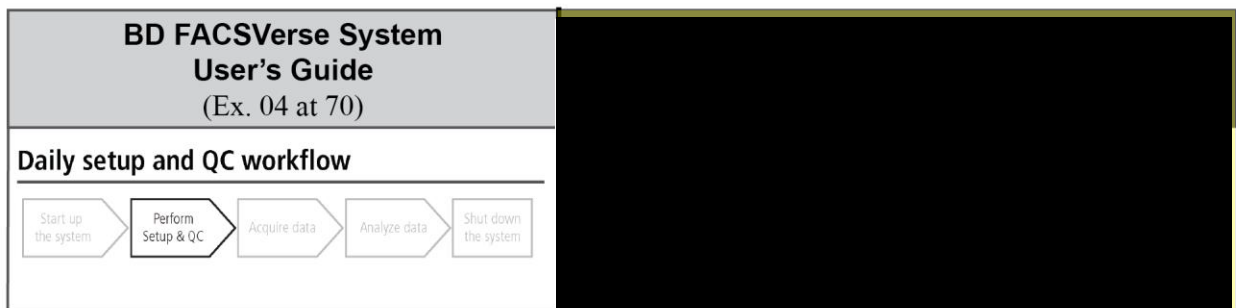 BD FACSVerse System
User's Guide
(Ex. 04 at 70)
Daily setup and QC workflow
Start up
the system
Perform
Setup & QC
Acquire data
Analyze data
Shut down
the system